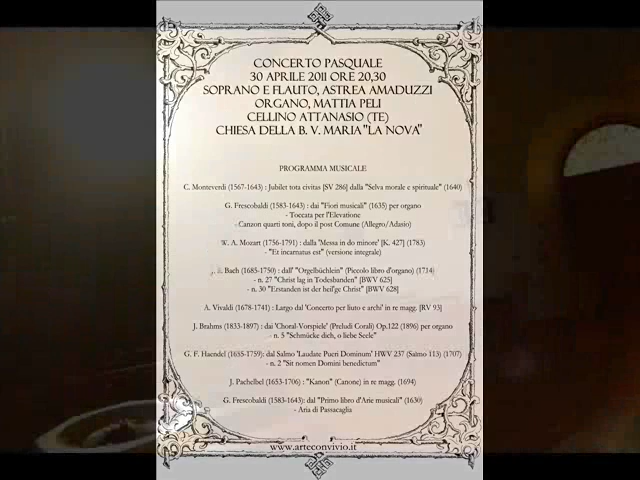 CONCERTO PASQUALE
30 APRILE 2011 ORE 20,30
SOPRANO E FLAUTO, ASTREA AMADUZZI
ORGANO, MATTIA PELI
CELLINO ATTANASIO (TE)
CHIESA DELLA B. V. MARIA "LA NOVA"
PROGRAMMA MUSICALE
C. Monteverdi (1567-1643) : Jubilet tota civitas [SV 286] dalla "Selva morale e spirituale" (1640)
G. Frescobaldi (1583-1643) : dai "Fiori musicali" (1635) per organo
- Toccata per l'Elevatione
- Canzon quarti toni, dopo il post Comune (Allegro/Adasio)
W. A. Mozart (1756-1791) : dalla 'Messa in do minore' [K. 427] (1783)
- "Et incarnatus est" (versione integrale)
J. S. Bach (1685-1750) : dall' "Orgelbüchlein" (Piccolo libro d'organo) (1714)
- n. 27 "Christ lag in Todesbanden" [BWV 625]
- n. 30 "Erstanden ist der heil'ge Christ" [BWV 628]
A. Vivaldi (1678-1741) : Largo dal 'Concerto per liuto e archi' in re magg. [RV 93]
J. Brahms (1833-1897) : dai 'Choral-Vorspiele' (Preludi Corali) Op.122 (1896) per organo
- n. 5 "Schmücke dich, o liebe Seele"
G. F. Haendel (1655-1759): dal Salmo 'Laudate Pueri Dominum' HWV 237 (Salmo 113) (1707)
- n. 2 "Sit nomen Domini benedictum"
J. Pachelbel (1653-1706) : "Kanon" (Canone) in re magg. (1694)
G. Frescobaldi (1583-1643): dal "Primo libro d'Arie musicali" (1630)
- Aria di Passacaglia
www.arteconvivio.it